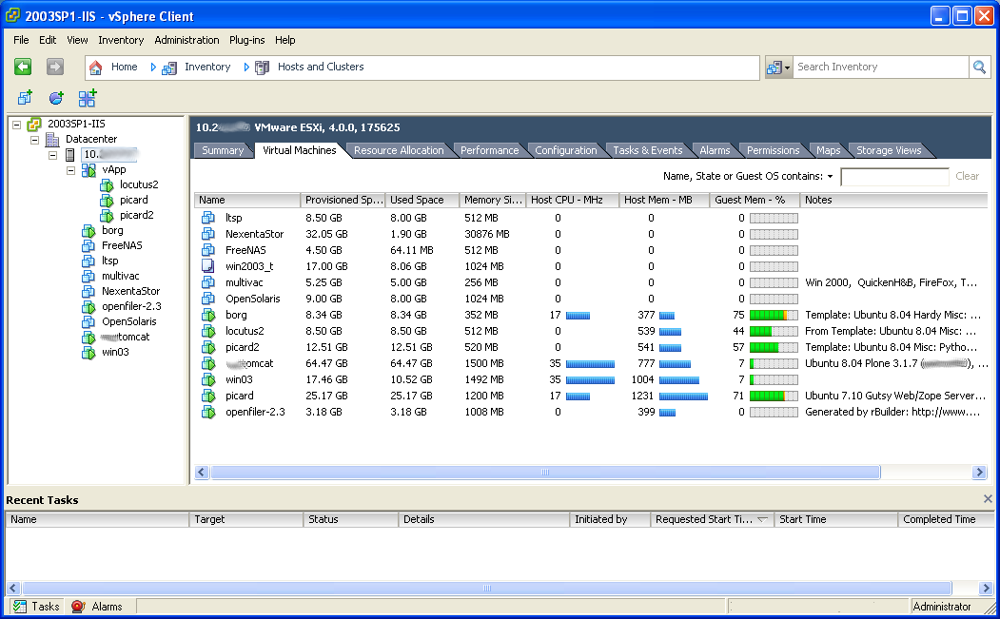 2003SP1-IIS - vSphere Client
File Edit View Inventory Administration Plug-ins Help
Home Inventory Hosts and Clusters Search Inventory
2003SP1-IIS
Datacenter
10.
vApp
locutus2
picard
picard2
borg
FreeNAS
ltsp
multivac
NexentaStor
openfiler-2.3
OpenSolaris
tomcat
win03
10.2 VMware ESXi, 4.0.0, 175625
Summary Virtual Machines Resource Allocation Performance Configuration Tasks & Events Alarms Permissions Maps Storage Views
Name, State or Guest OS contains: Clear
Name Provisioned Sp... Used Space Memory Si... Host CPU - MHz Host Mem - MB Guest Mem - % Notes
ltsp 8.50 GB 8.00 GB 512 MB 0 0 0
NexentaStor 32.05 GB 1.90 GB 30876 MB 0 0 0
FreeNAS 4.50 GB 64.11 MB 512 MB 0 0 0
win2003_t 17.00 GB 8.06 GB 1024 MB 0 0 0
multivac 5.25 GB 5.00 GB 256 MB 0 0 0 Win 2000, QuickenH&B, FireFox, T...
OpenSolaris 9.00 GB 8.00 GB 1024 MB 0 0 0
borg 8.34 GB 8.34 GB 352 MB 17 377 75 Template: Ubuntu 8.04 Hardy Misc: ...
locutus2 8.50 GB 8.50 GB 512 MB 0 539 44 From Template: Ubuntu 8.04 Misc: ...
picard2 12.51 GB 12.51 GB 520 MB 0 541 57 Template: Ubuntu 8.04 Misc: Python...
tomcat 64.47 GB 64.47 GB 1500 MB 35 777 7 Ubuntu 8.04 Plone 3.1.7 ( ), ...
win03 17.46 GB 10.52 GB 1492 MB 35 1004 7
picard 25.17 GB 25.17 GB 1200 MB 17 1231 71 Ubuntu 7.10 Gutsy Web/Zope Server...
openfiler-2.3 3.18 GB 3.18 GB 1008 MB 0 399 0 Generated by rBuilder: http://www....
Recent Tasks
Name Target Status Details Initiated by Requested Start Ti... Start Time Completed Time
Tasks Alarms Administrator